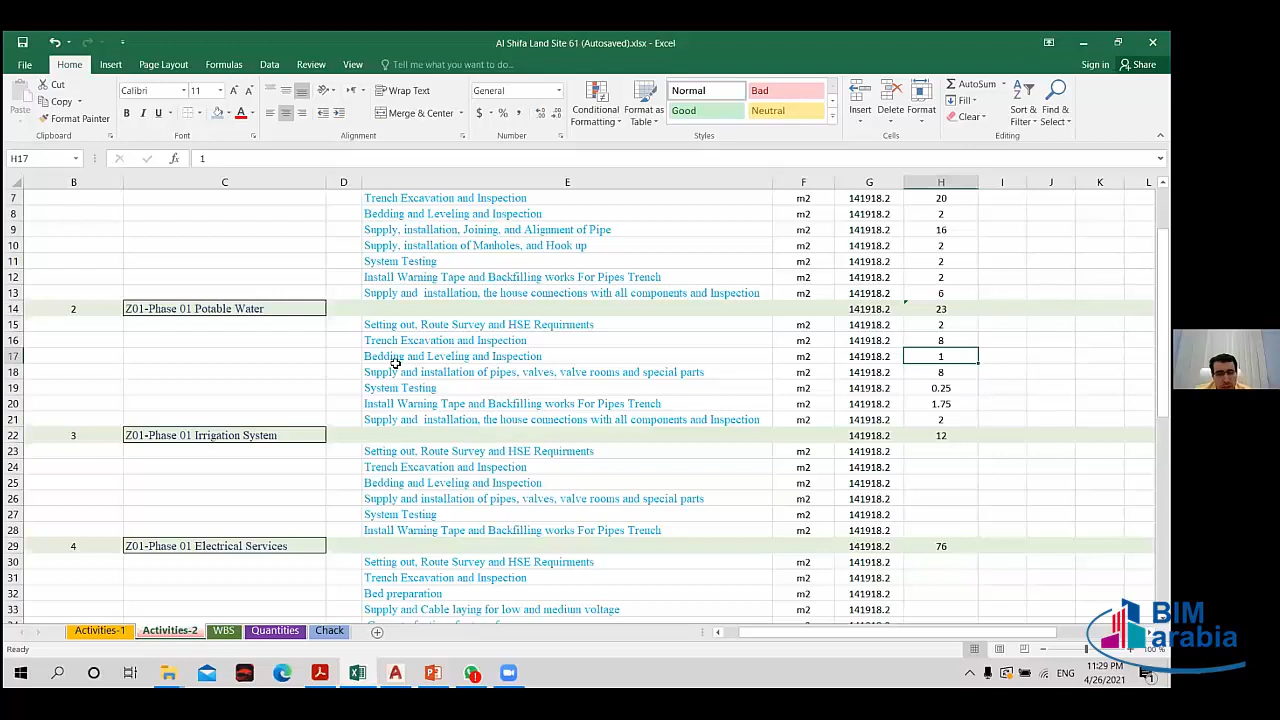 Al Shifa Land Site 61 (Autosaved).xlsx - Excel
File Home Insert Page Layout Formulas Data Review View Tell me what you want to do... Sign in Share
Cut
Copy
Format Painter
Paste
Clipboard
Calibri 11
B I U
Font
Wrap Text
Merge & Center
Alignment
General
$ % ,
Number
Conditional Formatting
Format as Table
Normal Bad
Good Neutral
Styles
Insert Delete Format
Cells
AutoSum
Fill
Clear
Sort & Filter
Find & Select
Editing
H17 fx 1
B C D E F G H I J K L
7 Trench Excavation and Inspection m2 141918.2 20
8 Bedding and Leveling and Inspection m2 141918.2 2
9 Supply, installation, Joining, and Alignment of Pipe m2 141918.2 16
10 Supply, installation of Manholes, and Hook up m2 141918.2 2
11 System Testing m2 141918.2 2
12 Install Warning Tape and Backfilling works For Pipes Trench m2 141918.2 2
13 Supply and installation, the house connections with all components and Inspection m2 141918.2 6
14 2 Z01-Phase 01 Potable Water 141918.2 23
15 Setting out, Route Survey and HSE Requirments m2 141918.2 2
16 Trench Excavation and Inspection m2 141918.2 8
17 Bedding and Leveling and Inspection m2 141918.2 1
18 Supply and installation of pipes, valves, valve rooms and special parts m2 141918.2 8
19 System Testing m2 141918.2 0.25
20 Install Warning Tape and Backfilling works For Pipes Trench m2 141918.2 1.75
21 Supply and installation, the house connections with all components and Inspection m2 141918.2 2
22 3 Z01-Phase 01 Irrigation System 141918.2 12
23 Setting out, Route Survey and HSE Requirments m2 141918.2
24 Trench Excavation and Inspection m2 141918.2
25 Bedding and Leveling and Inspection m2 141918.2
26 Supply and installation of pipes, valves, valve rooms and special parts m2 141918.2
27 System Testing m2 141918.2
28 Install Warning Tape and Backfilling works For Pipes Trench m2 141918.2
29 4 Z01-Phase 01 Electrical Services 141918.2 76
30 Setting out, Route Survey and HSE Requirments m2 141918.2
31 Trench Excavation and Inspection m2 141918.2
32 Bed preparation m2 141918.2
33 Supply and Cable laying for low and medium voltage m2 141918.2
Activities-1 Activities-2 WBS Quantities Chack
Ready 100 %
BIM
arabia
ENG
11:29 PM
4/26/2021